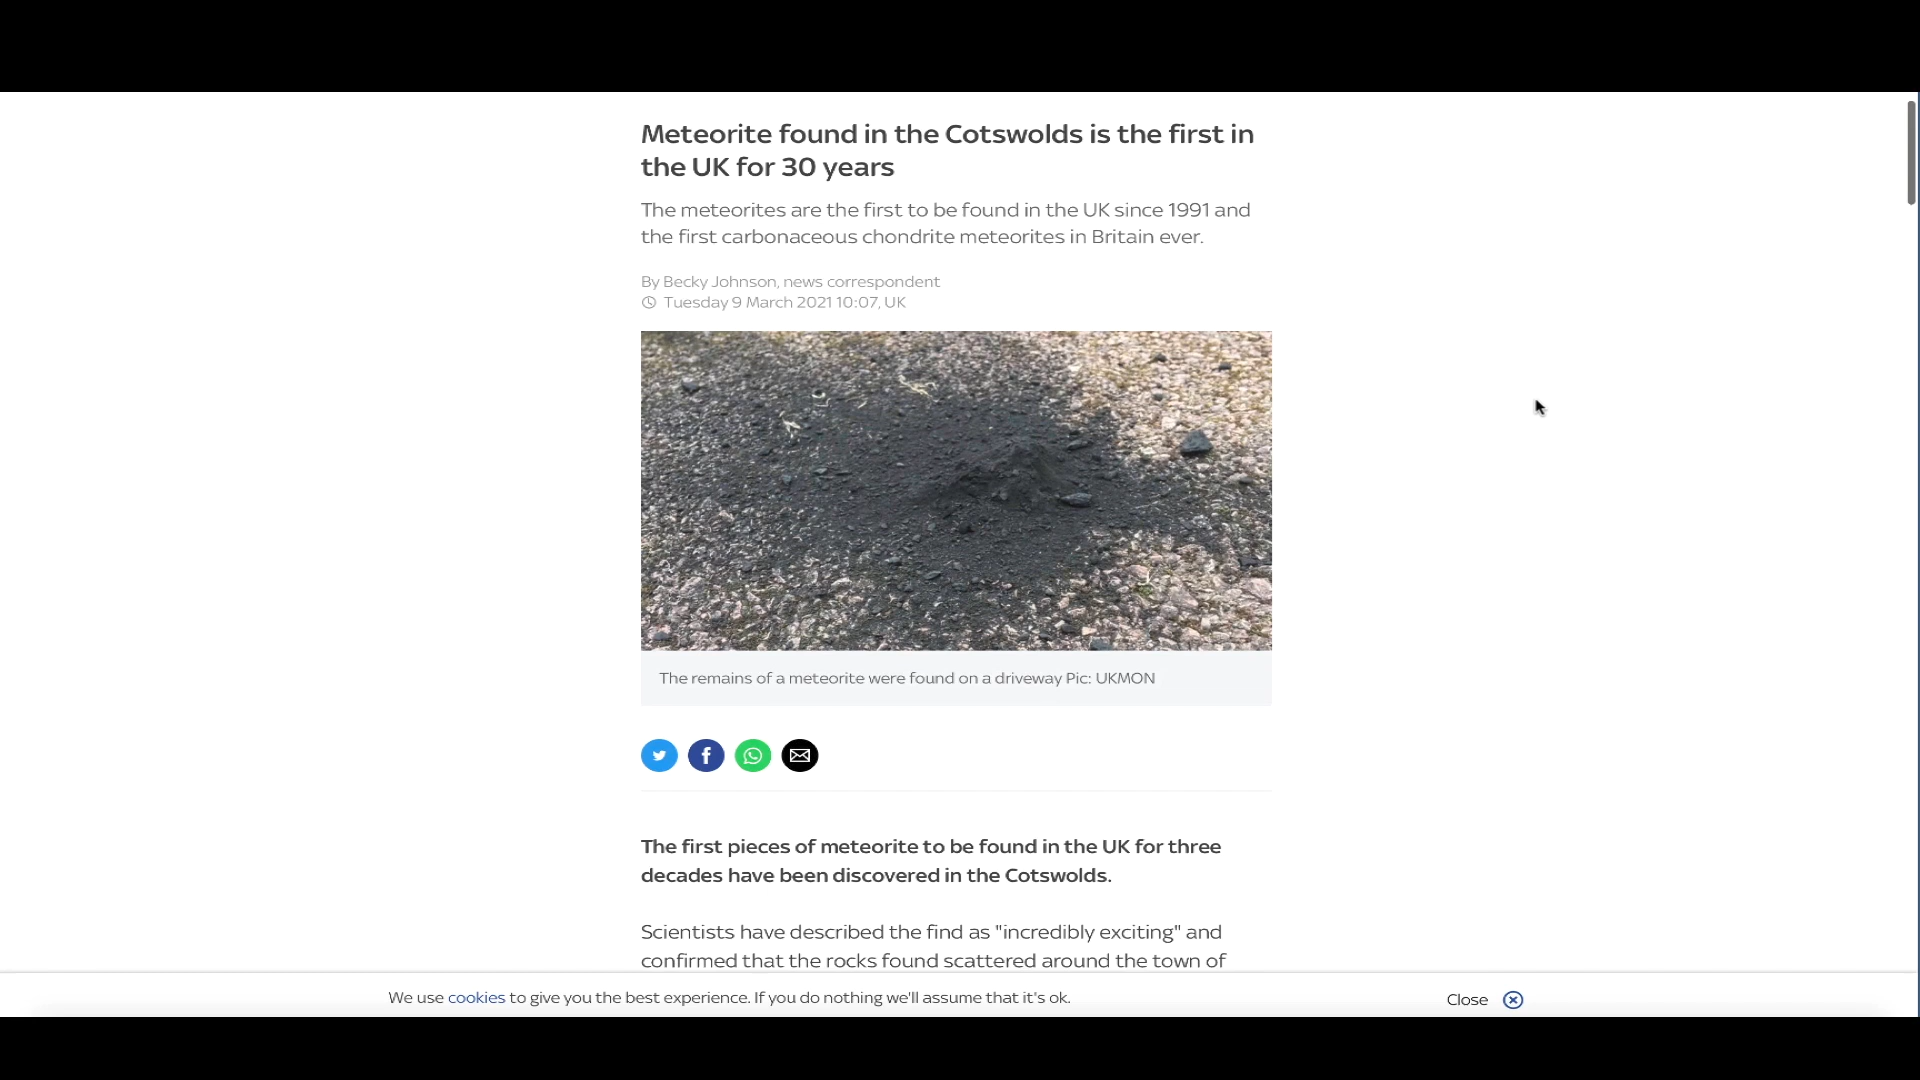 Meteorite found in the Cotswolds is the first in
the UK for 30 years
The meteorites are the first to be found in the UK since 1991 and
the first carbonaceous chondrite meteorites in Britain ever.
By Becky Johnson, news correspondent
Tuesday 9 March 2021 10:07, UK
The remains of a meteorite were found on a driveway Pic: UKMON
The first pieces of meteorite to be found in the UK for three
decades have been discovered in the Cotswolds.
Scientists have described the find as "incredibly exciting" and
confirmed that the rocks found scattered around the town of
We use cookies to give you the best experience. If you do nothing we'll assume that it's ok.
Close